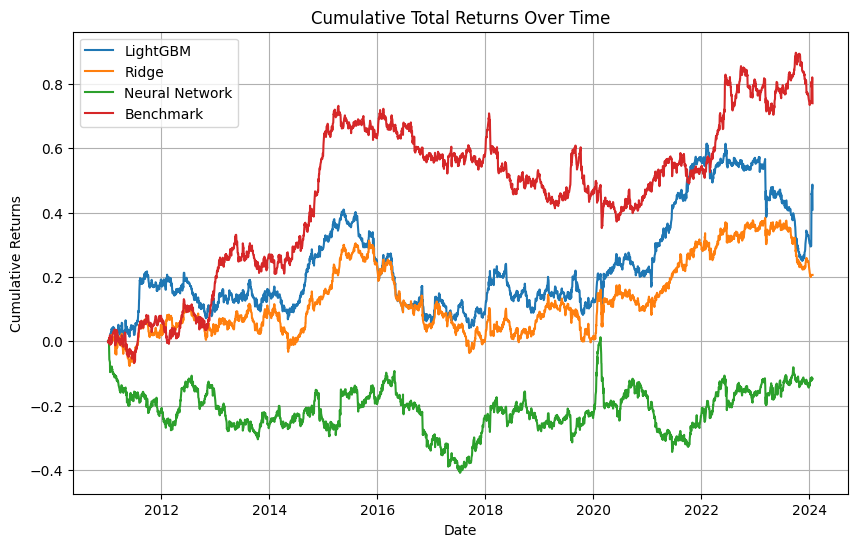 Cumulative Total Returns Over Time
LightGBM
Ridge
Neural Network
Benchmark
Cumulative Returns
0.8
0.6
0.4
0.2
0.0
−0.2
−0.4
2012 2014 2016 2018 2020 2022 2024
Date